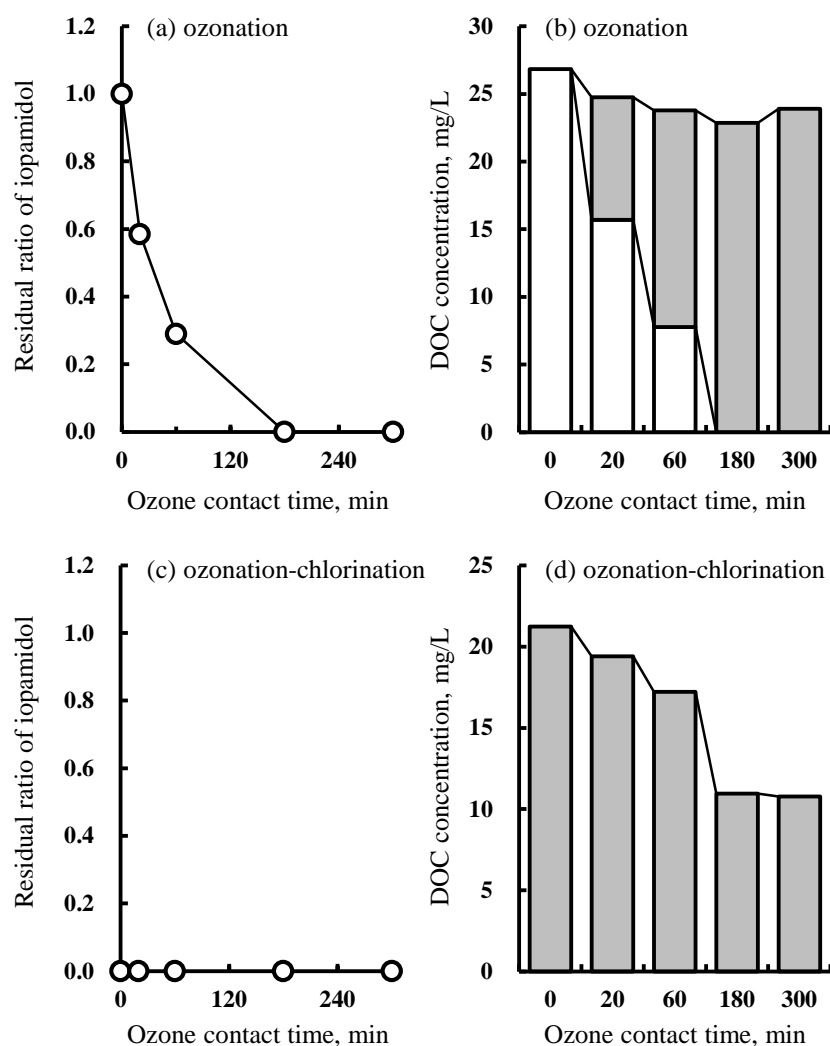 (a) ozonation
Residual ratio of iopamidol
1.2
1.0
0.8
0.6
0.4
0.2
0.0
0 120 240
Ozone contact time, min
(b) ozonation
DOC concentration, mg/L
30
25
20
15
10
5
0
0 20 60 180 300
Ozone contact time, min
(c) ozonation-chlorination
Residual ratio of iopamidol
1.2
1.0
0.8
0.6
0.4
0.2
0.0
0 120 240
Ozone contact time, min
(d) ozonation-chlorination
DOC concentration, mg/L
25
20
15
10
5
0
0 20 60 180 300
Ozone contact time, min